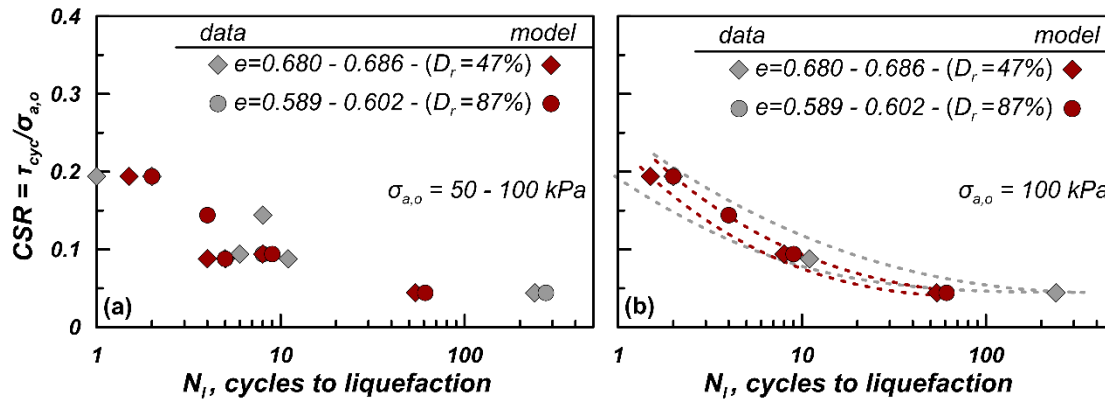 0.4
0.3
0.2
0.1
0
CSR = τcyc/σa,o
data model
e=0.680 - 0.686 - (Dr=47%)
e=0.589 - 0.602 - (Dr=87%)
σa,o = 50 - 100 kPa
(a)
1 10 100
Nl, cycles to liquefaction
data model
e=0.680 - 0.686 - (Dr=47%)
e=0.589 - 0.602 - (Dr=87%)
σa,o = 100 kPa
(b)
1 10 100
Nl, cycles to liquefaction